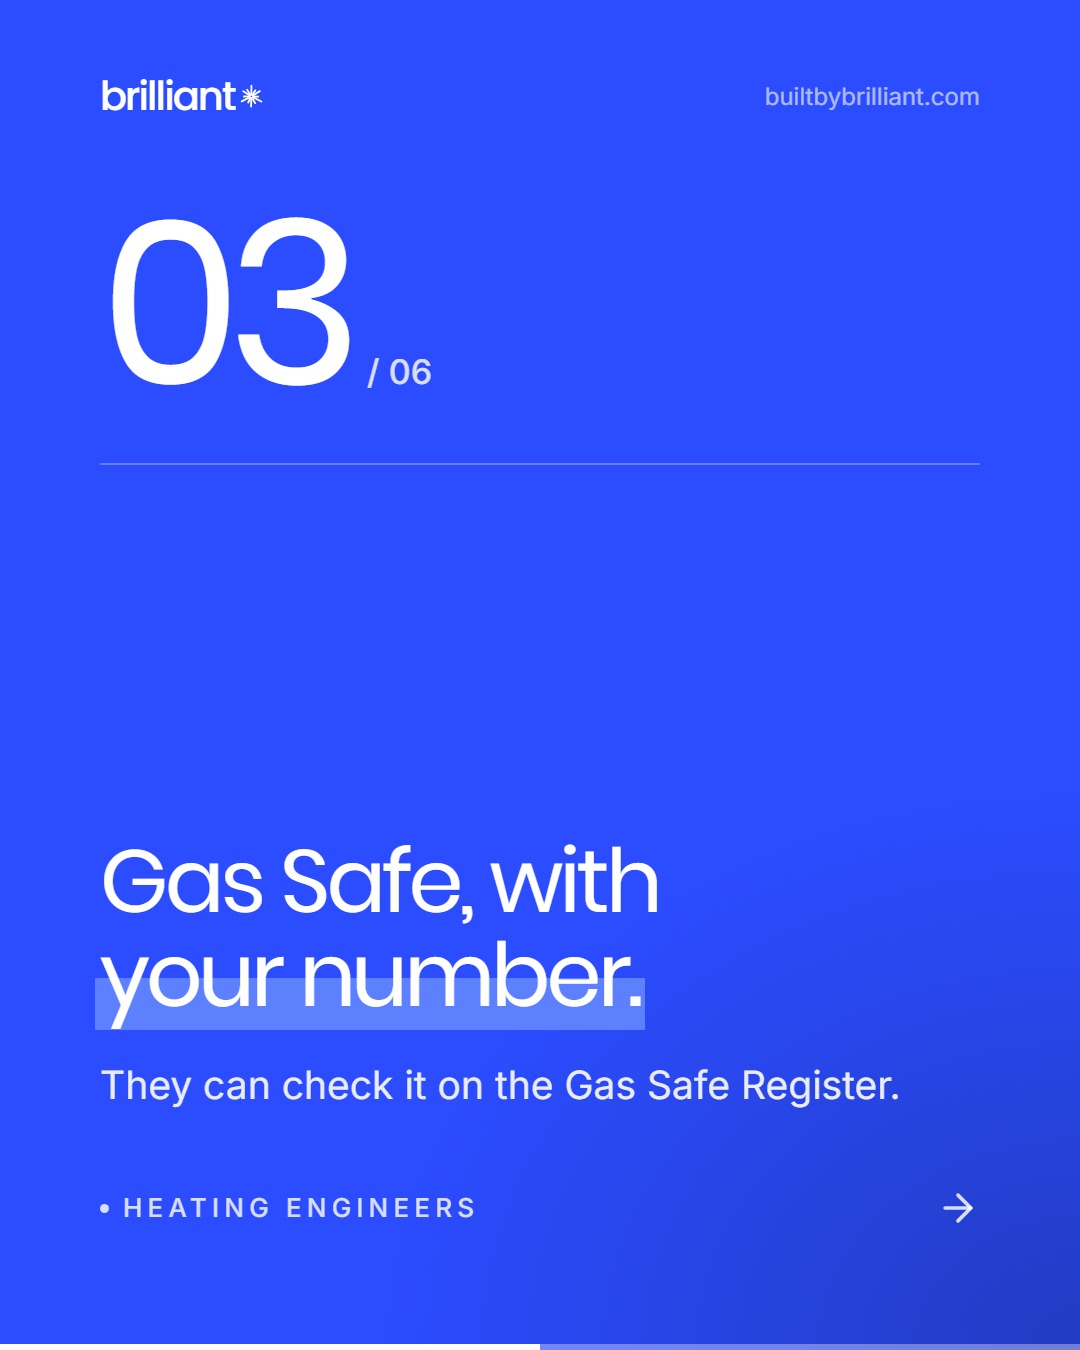 brilliant
builtbybrilliant.com
03 / 06
Gas Safe, with
your number.
They can check it on the Gas Safe Register.
• HEATING ENGINEERS